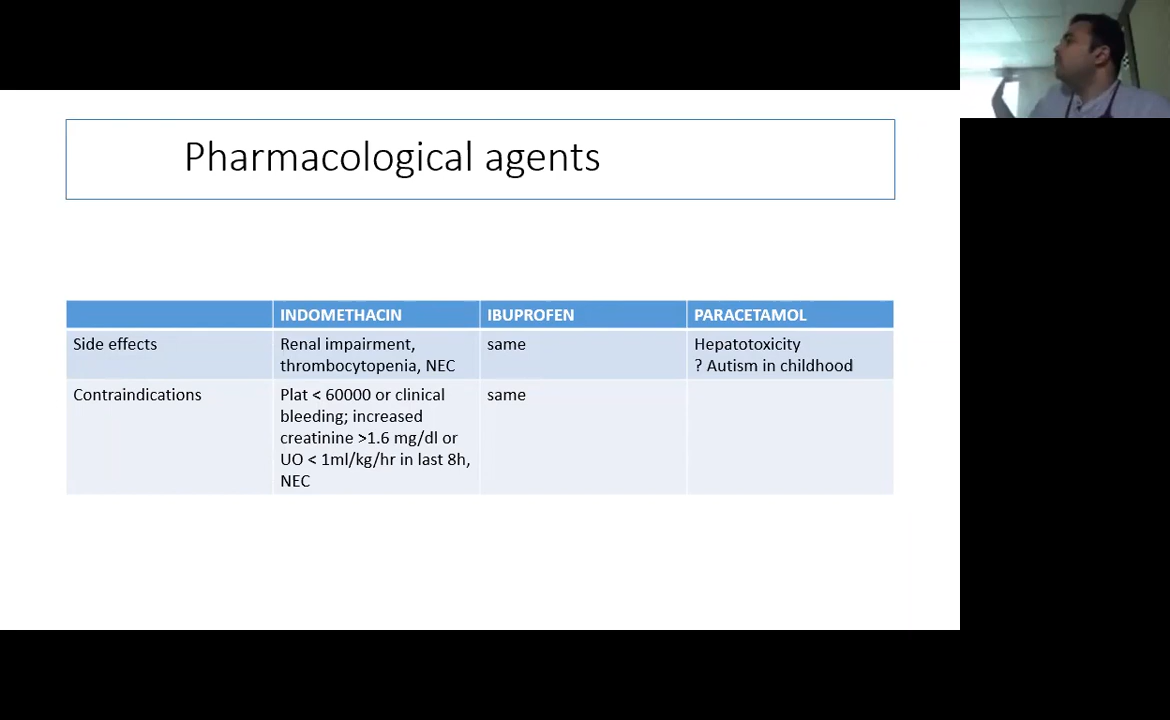 Pharmacological agents
INDOMETHACIN IBUPROFEN PARACETAMOL
Side effects
Renal impairment,
thrombocytopenia, NEC
same
Hepatotoxicity
? Autism in childhood
Contraindications
Plat < 60000 or clinical
bleeding; increased
creatinine >1.6 mg/dl or
UO < 1ml/kg/hr in last 8h,
NEC
same